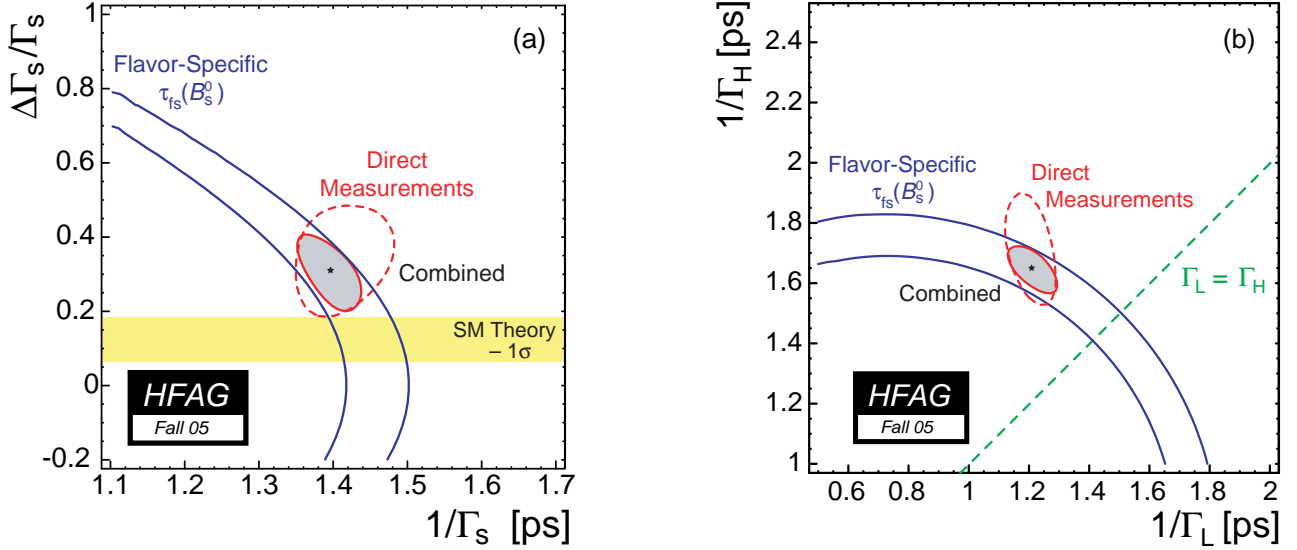 (a)
ΔΓs/Γs
1
0.8
0.6
0.4
0.2
0
-0.2
Flavor-Specific
τfs(B⁰s)
Direct
Measurements
Combined
SM Theory
– 1σ
HFAG
Fall 05
1.1 1.2 1.3 1.4 1.5 1.6 1.7
1/Γs [ps]
(b)
1/ΓH [ps]
2.4
2.2
2
1.8
1.6
1.4
1.2
1
Flavor-Specific
τfs(B⁰s)
Direct
Measurements
Combined
ΓL = ΓH
HFAG
Fall 05
0.6 0.8 1 1.2 1.4 1.6 1.8 2
1/ΓL [ps]